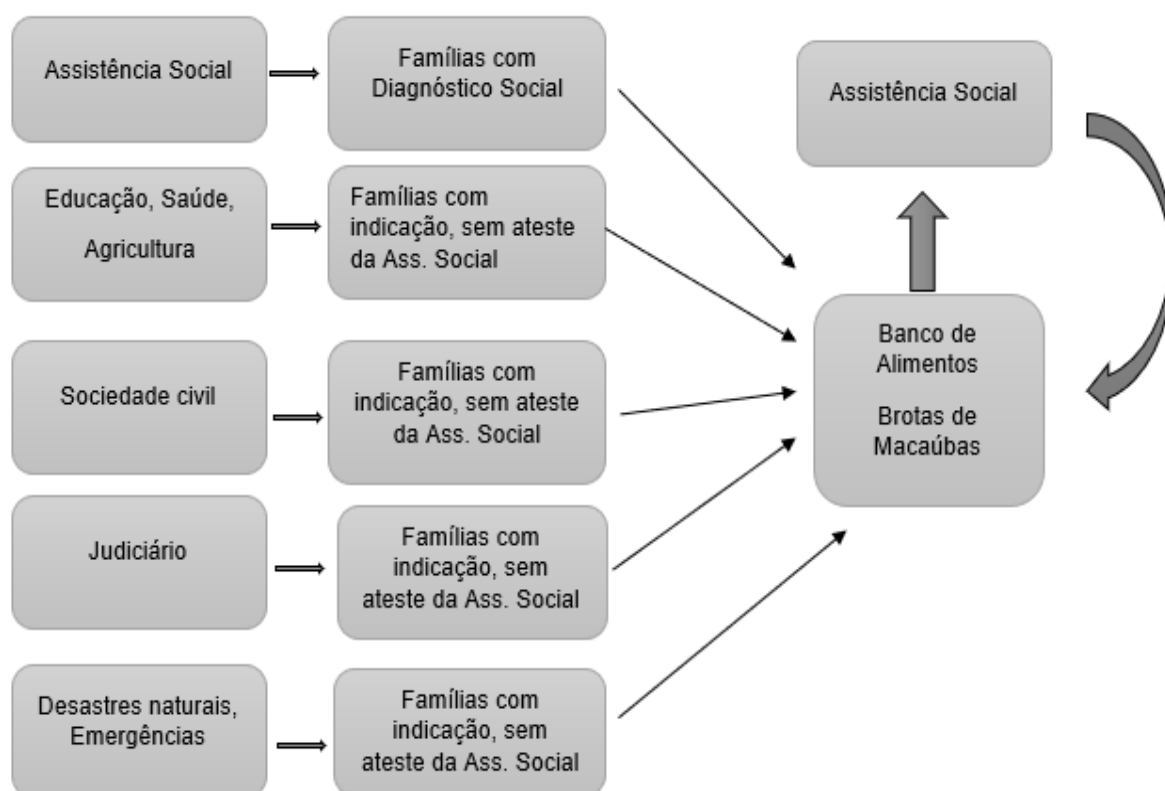 Assistência Social
Famílias com
Diagnóstico Social
Assistência Social
Educação, Saúde,
Agricultura
Famílias com
indicação, sem ateste
da Ass. Social
Sociedade civil
Famílias com
indicação, sem ateste
da Ass. Social
Banco de
Alimentos
Brotas de
Macaúbas
Judiciário
Famílias com
indicação, sem
ateste da Ass. Social
Desastres naturais,
Emergências
Famílias com
indicação, sem
ateste da Ass. Social